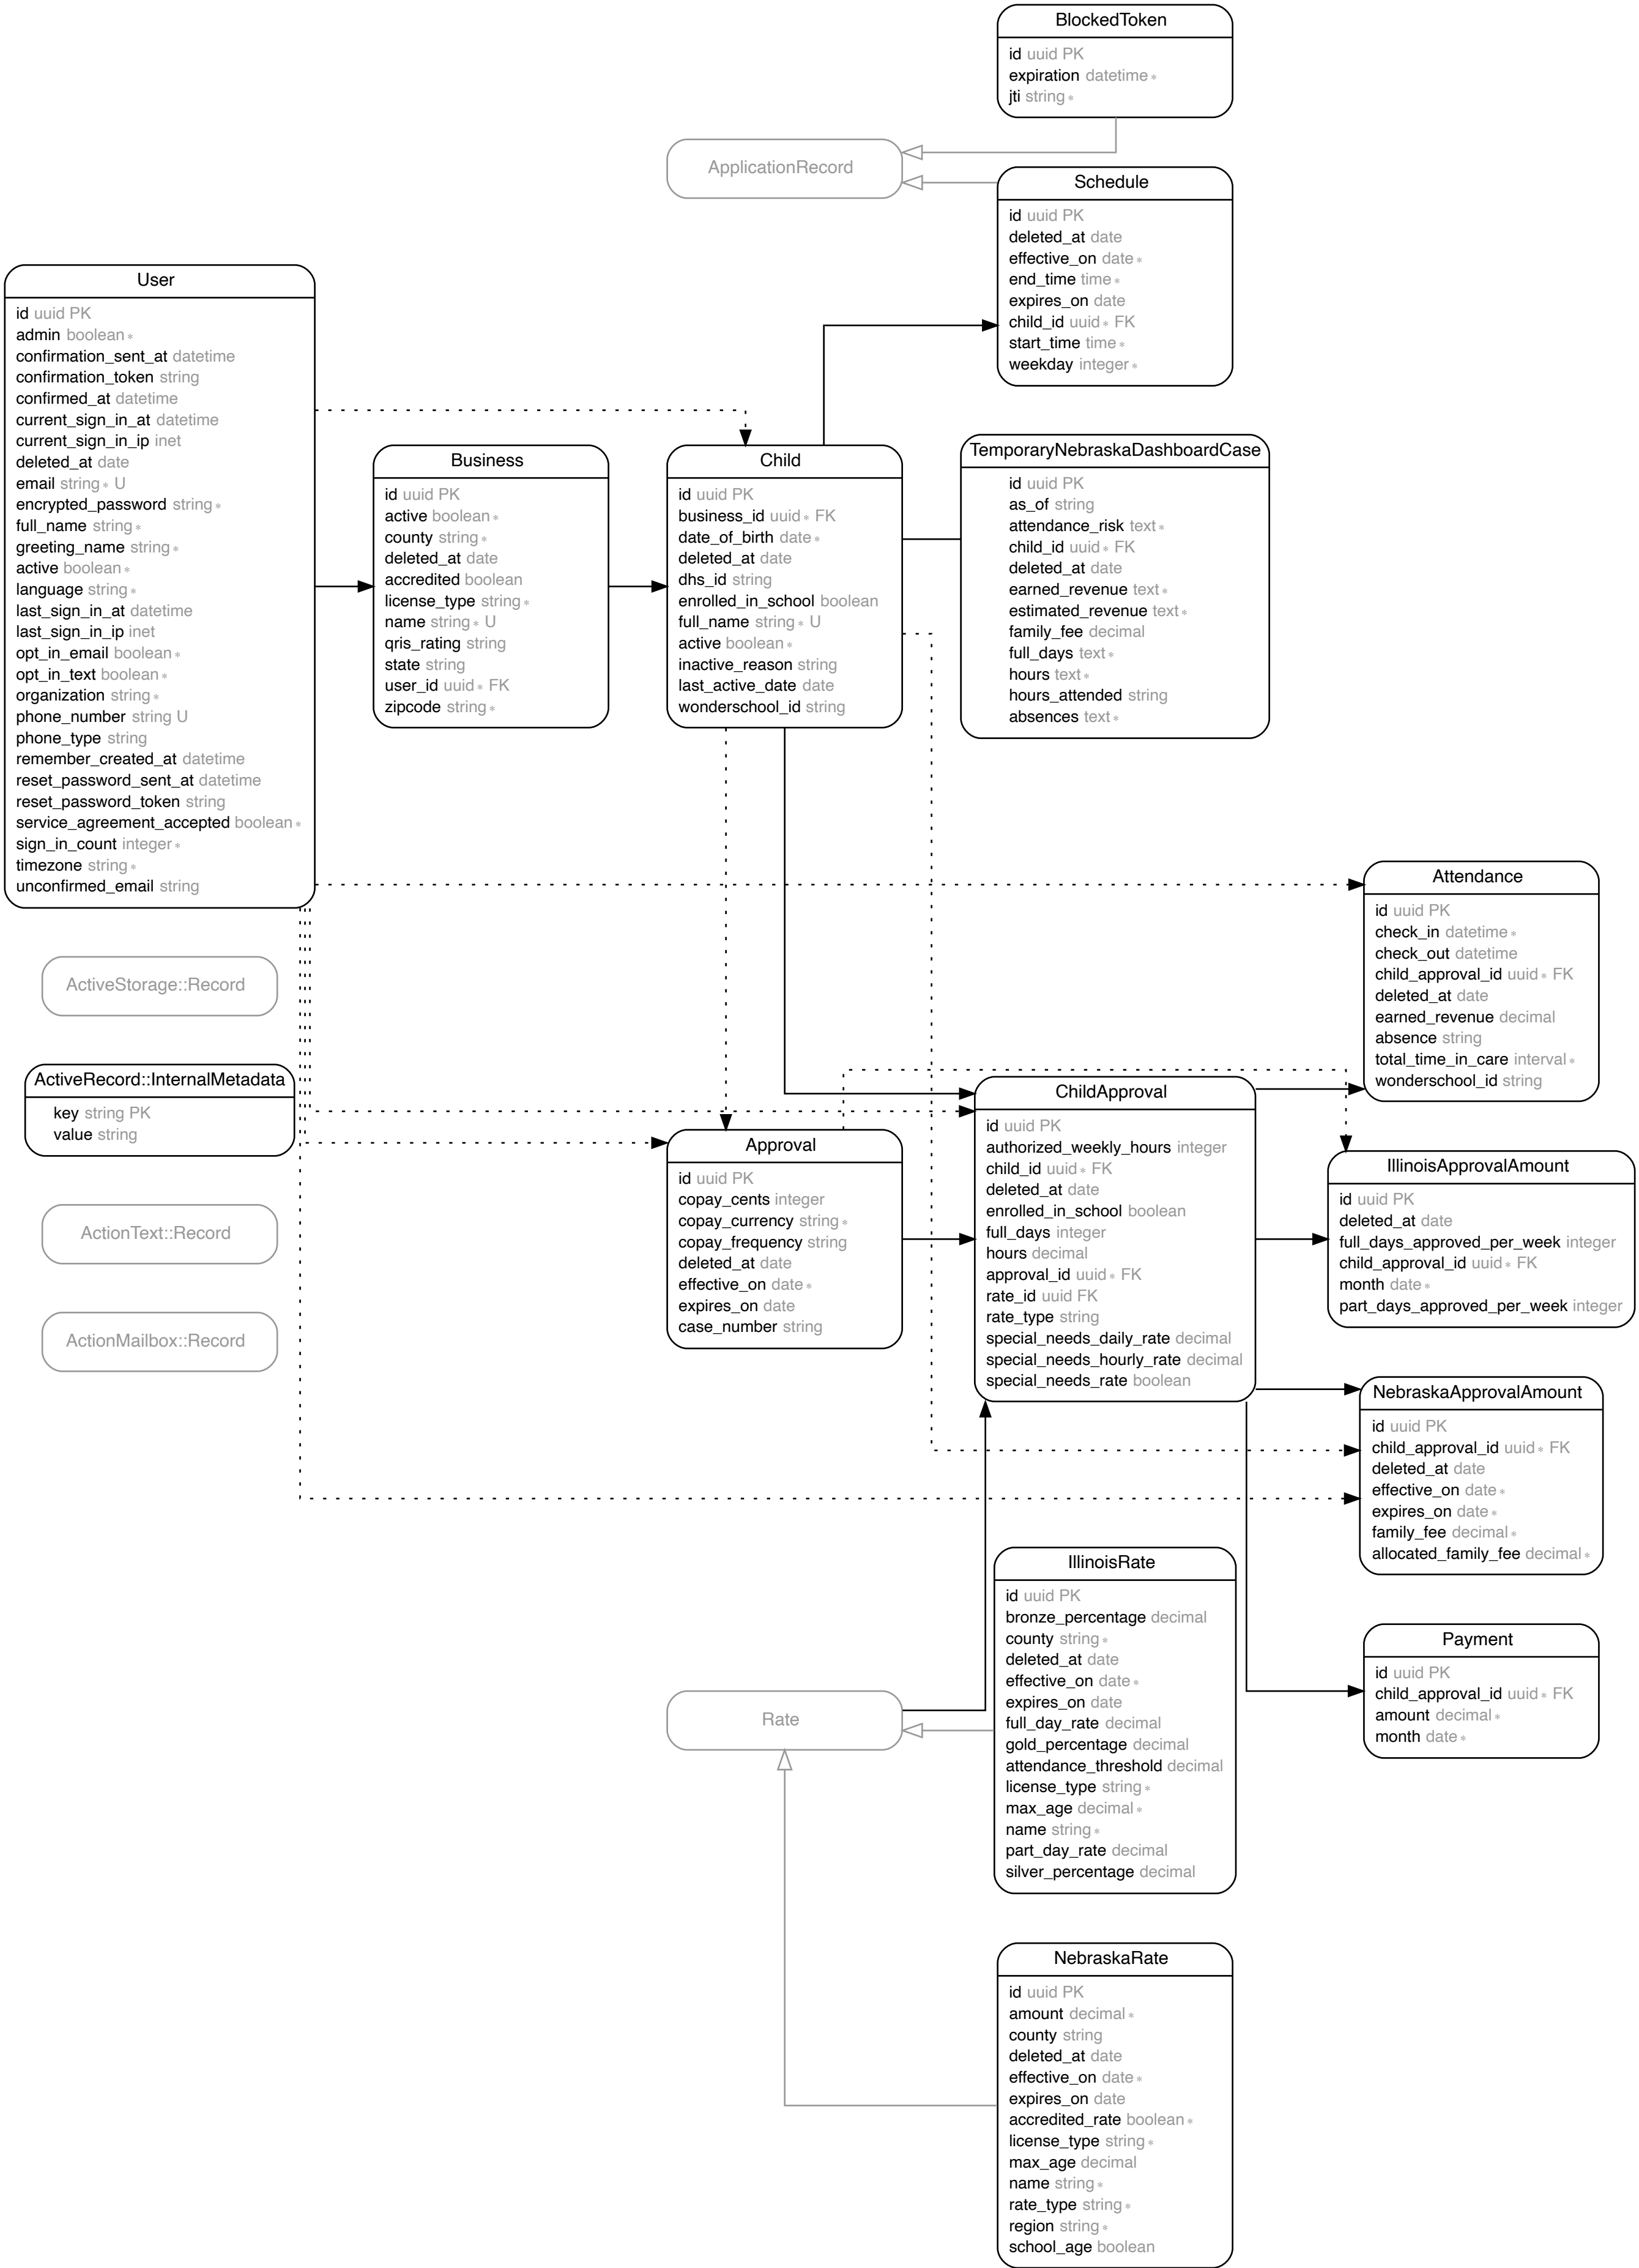 BlockedToken
id uuid PK
expiration datetime ∗
jti string ∗
ApplicationRecord
Schedule
id uuid PK
deleted_at date
effective_on date ∗
end_time time ∗
expires_on date
child_id uuid ∗ FK
start_time time ∗
weekday integer ∗
User
id uuid PK
admin boolean ∗
confirmation_sent_at datetime
confirmation_token string
confirmed_at datetime
current_sign_in_at datetime
current_sign_in_ip inet
deleted_at date
email string ∗ U
encrypted_password string ∗
full_name string ∗
greeting_name string ∗
active boolean ∗
language string ∗
last_sign_in_at datetime
last_sign_in_ip inet
opt_in_email boolean ∗
opt_in_text boolean ∗
organization string ∗
phone_number string U
phone_type string
remember_created_at datetime
reset_password_sent_at datetime
reset_password_token string
service_agreement_accepted boolean ∗
sign_in_count integer ∗
timezone string ∗
unconfirmed_email string
Business
id uuid PK
active boolean ∗
county string ∗
deleted_at date
accredited boolean
license_type string ∗
name string ∗ U
qris_rating string
state string
user_id uuid ∗ FK
zipcode string ∗
Child
id uuid PK
business_id uuid ∗ FK
date_of_birth date ∗
deleted_at date
dhs_id string
enrolled_in_school boolean
full_name string ∗ U
active boolean ∗
inactive_reason string
last_active_date date
wonderschool_id string
TemporaryNebraskaDashboardCase
id uuid PK
as_of string
attendance_risk text ∗
child_id uuid ∗ FK
deleted_at date
earned_revenue text ∗
estimated_revenue text ∗
family_fee decimal
full_days text ∗
hours text ∗
hours_attended string
absences text ∗
Attendance
id uuid PK
check_in datetime ∗
check_out datetime
child_approval_id uuid ∗ FK
deleted_at date
earned_revenue decimal
absence string
total_time_in_care interval ∗
wonderschool_id string
ActiveStorage::Record
ActiveRecord::InternalMetadata
key string PK
value string
ActionText::Record
ActionMailbox::Record
Approval
id uuid PK
copay_cents integer
copay_currency string ∗
copay_frequency string
deleted_at date
effective_on date ∗
expires_on date
case_number string
ChildApproval
id uuid PK
authorized_weekly_hours integer
child_id uuid ∗ FK
deleted_at date
enrolled_in_school boolean
full_days integer
hours decimal
approval_id uuid ∗ FK
rate_id uuid FK
rate_type string
special_needs_daily_rate decimal
special_needs_hourly_rate decimal
special_needs_rate boolean
IllinoisApprovalAmount
id uuid PK
deleted_at date
full_days_approved_per_week integer
child_approval_id uuid ∗ FK
month date ∗
part_days_approved_per_week integer
NebraskaApprovalAmount
id uuid PK
child_approval_id uuid ∗ FK
deleted_at date
effective_on date ∗
expires_on date ∗
family_fee decimal ∗
allocated_family_fee decimal ∗
IllinoisRate
id uuid PK
bronze_percentage decimal
county string ∗
deleted_at date
effective_on date ∗
expires_on date
full_day_rate decimal
gold_percentage decimal
attendance_threshold decimal
license_type string ∗
max_age decimal ∗
name string ∗
part_day_rate decimal
silver_percentage decimal
Payment
id uuid PK
child_approval_id uuid ∗ FK
amount decimal ∗
month date ∗
Rate
NebraskaRate
id uuid PK
amount decimal ∗
county string
deleted_at date
effective_on date ∗
expires_on date
accredited_rate boolean ∗
license_type string ∗
max_age decimal
name string ∗
rate_type string ∗
region string ∗
school_age boolean